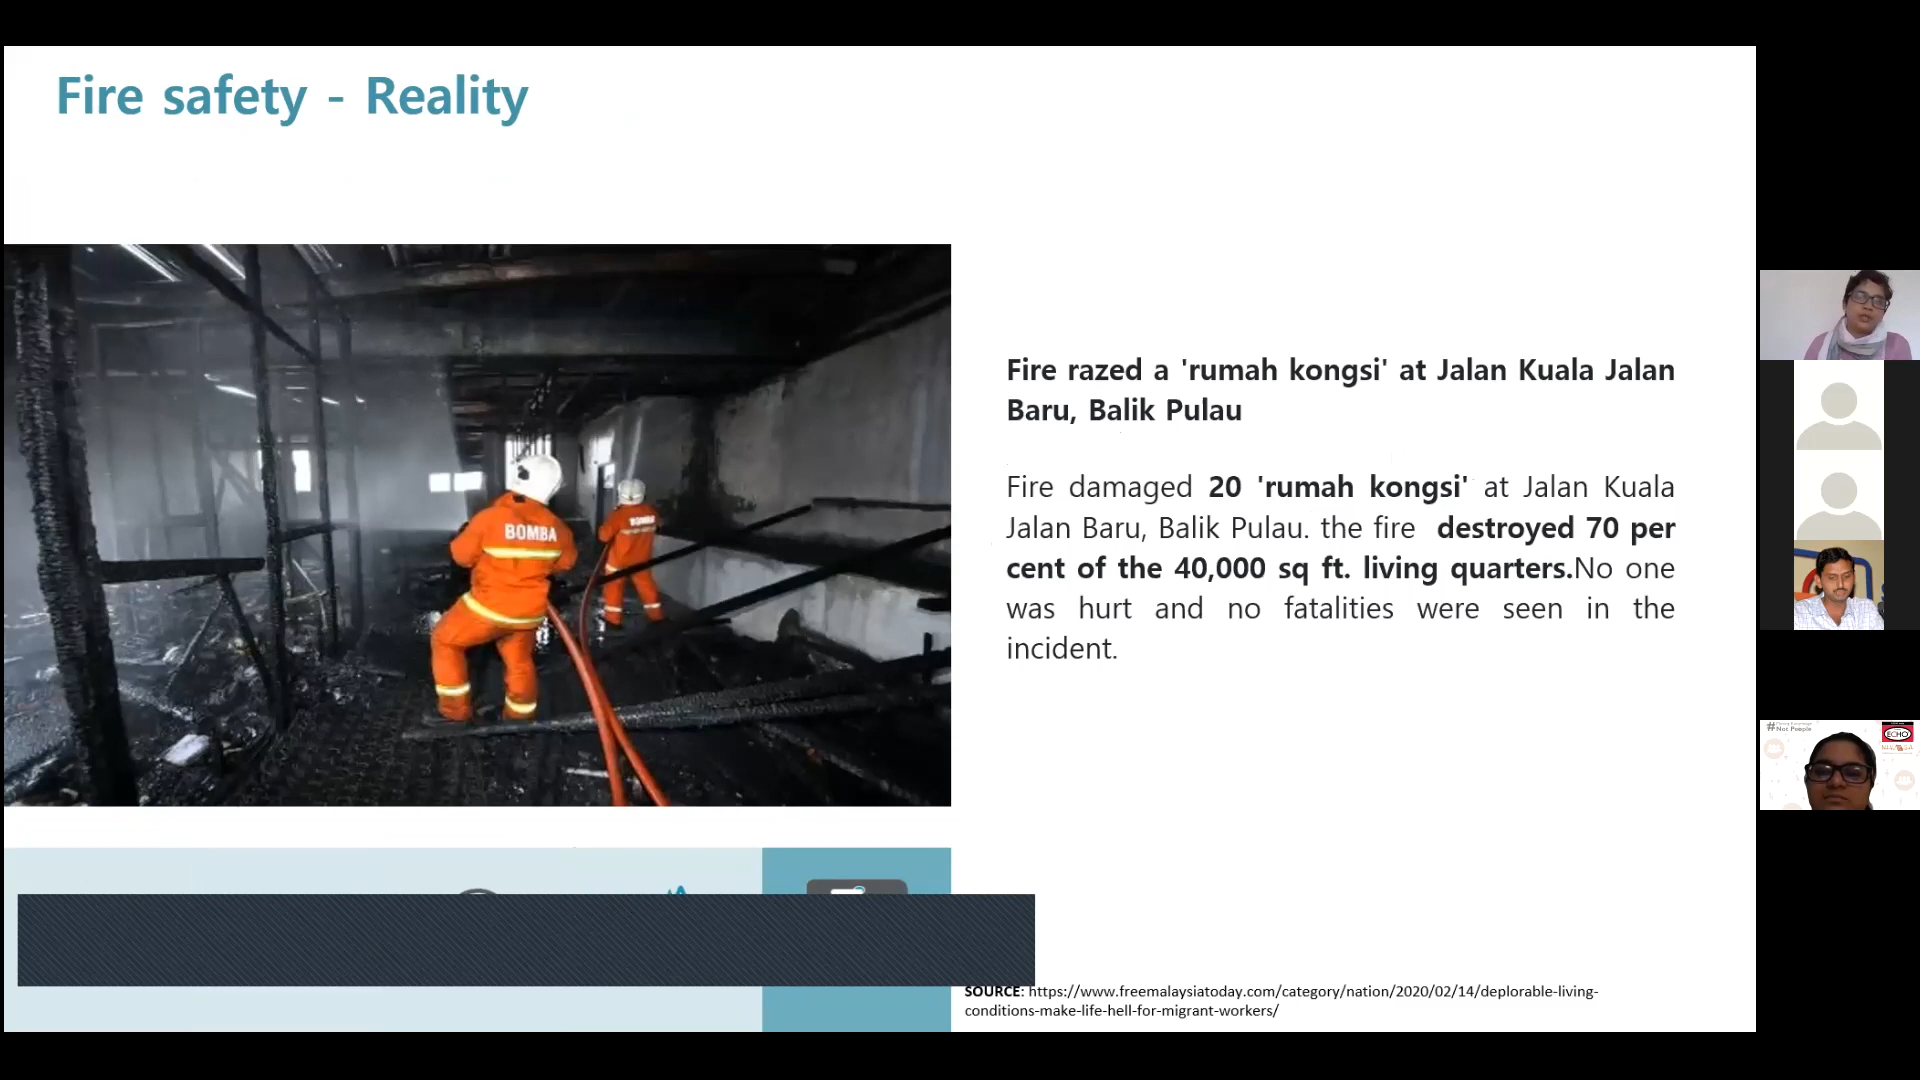 Fire safety - Reality
BOMBA
BOMBA
Fire razed a 'rumah kongsi' at Jalan Kuala Jalan
Baru, Balik Pulau
Fire damaged 20 'rumah kongsi' at Jalan Kuala
Jalan Baru, Balik Pulau. the fire destroyed 70 per
cent of the 40,000 sq ft. living quarters.No one
was hurt and no fatalities were seen in the
incident.
SOURCE: https://www.freemalaysiatoday.com/category/nation/2020/02/14/deplorable-living-
conditions-make-life-hell-for-migrant-workers/
Not People
ECHO